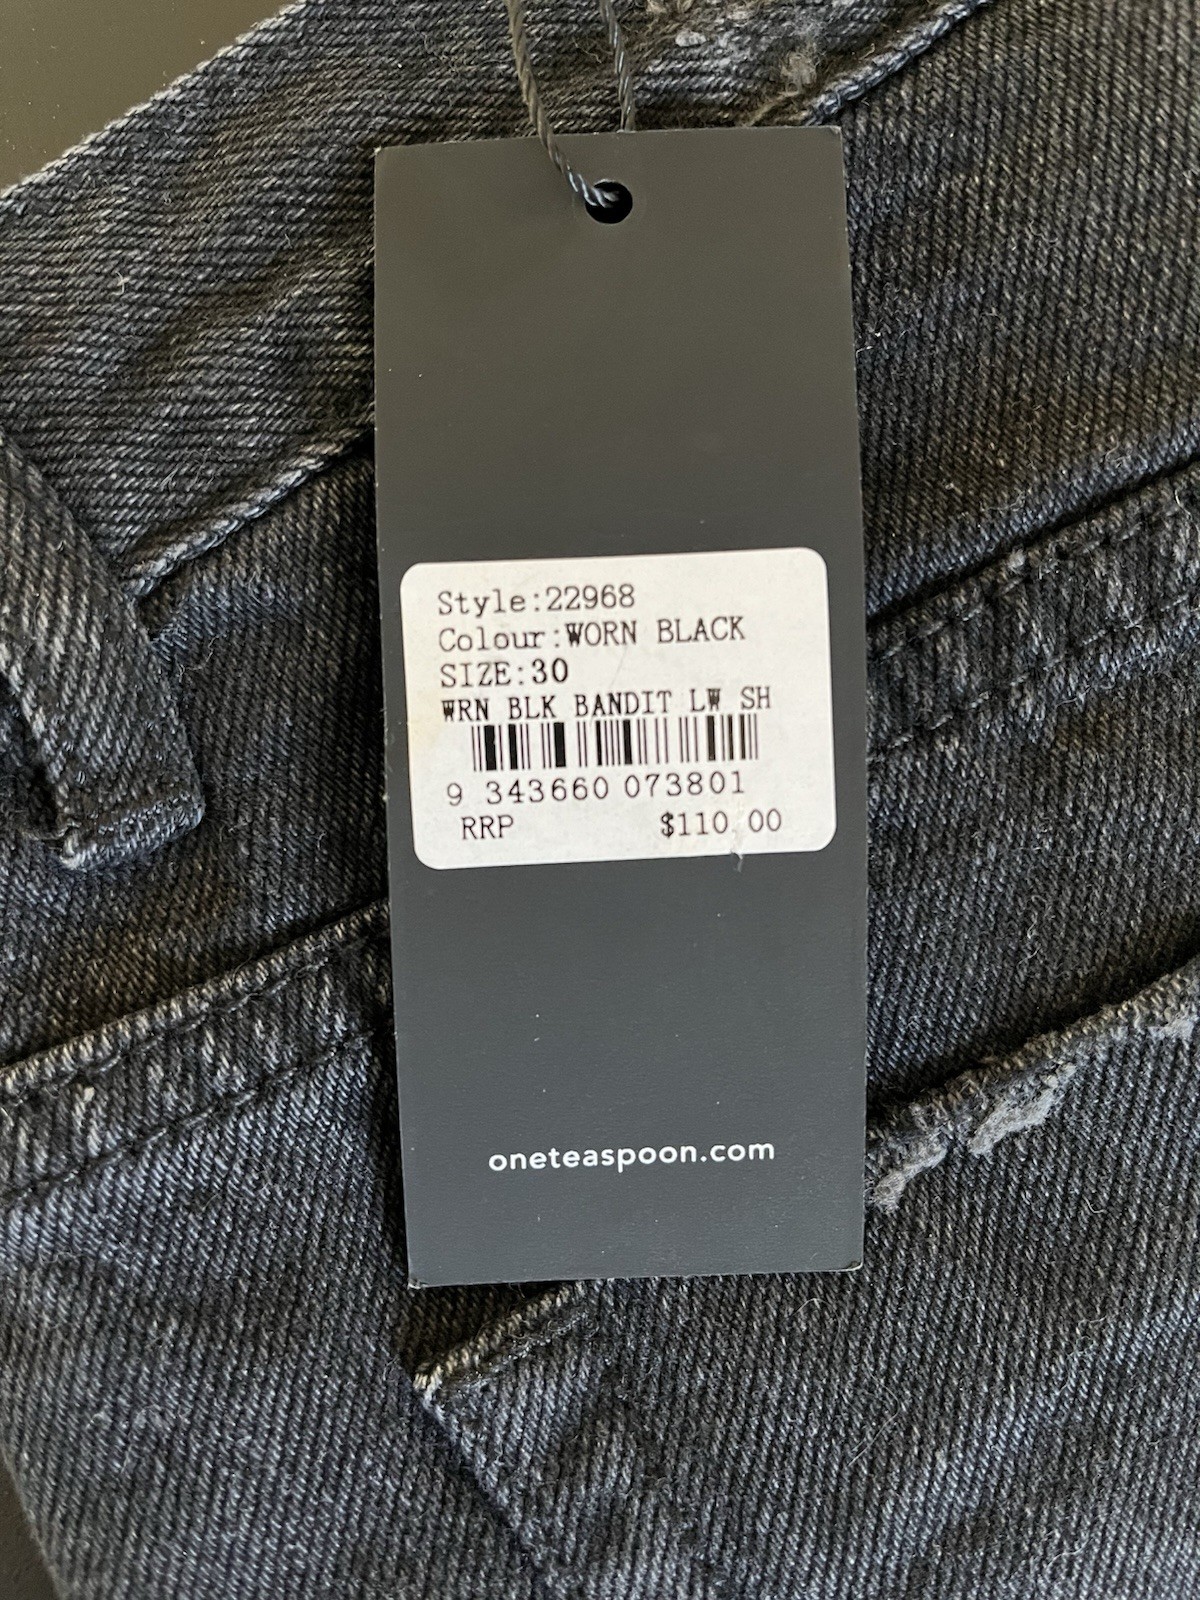 Style:22968
Colour:WORN BLACK
SIZE:30
WRN BLK BANDIT LW SH
9 343660 073801
RRP $110.00
oneteaspoon.com